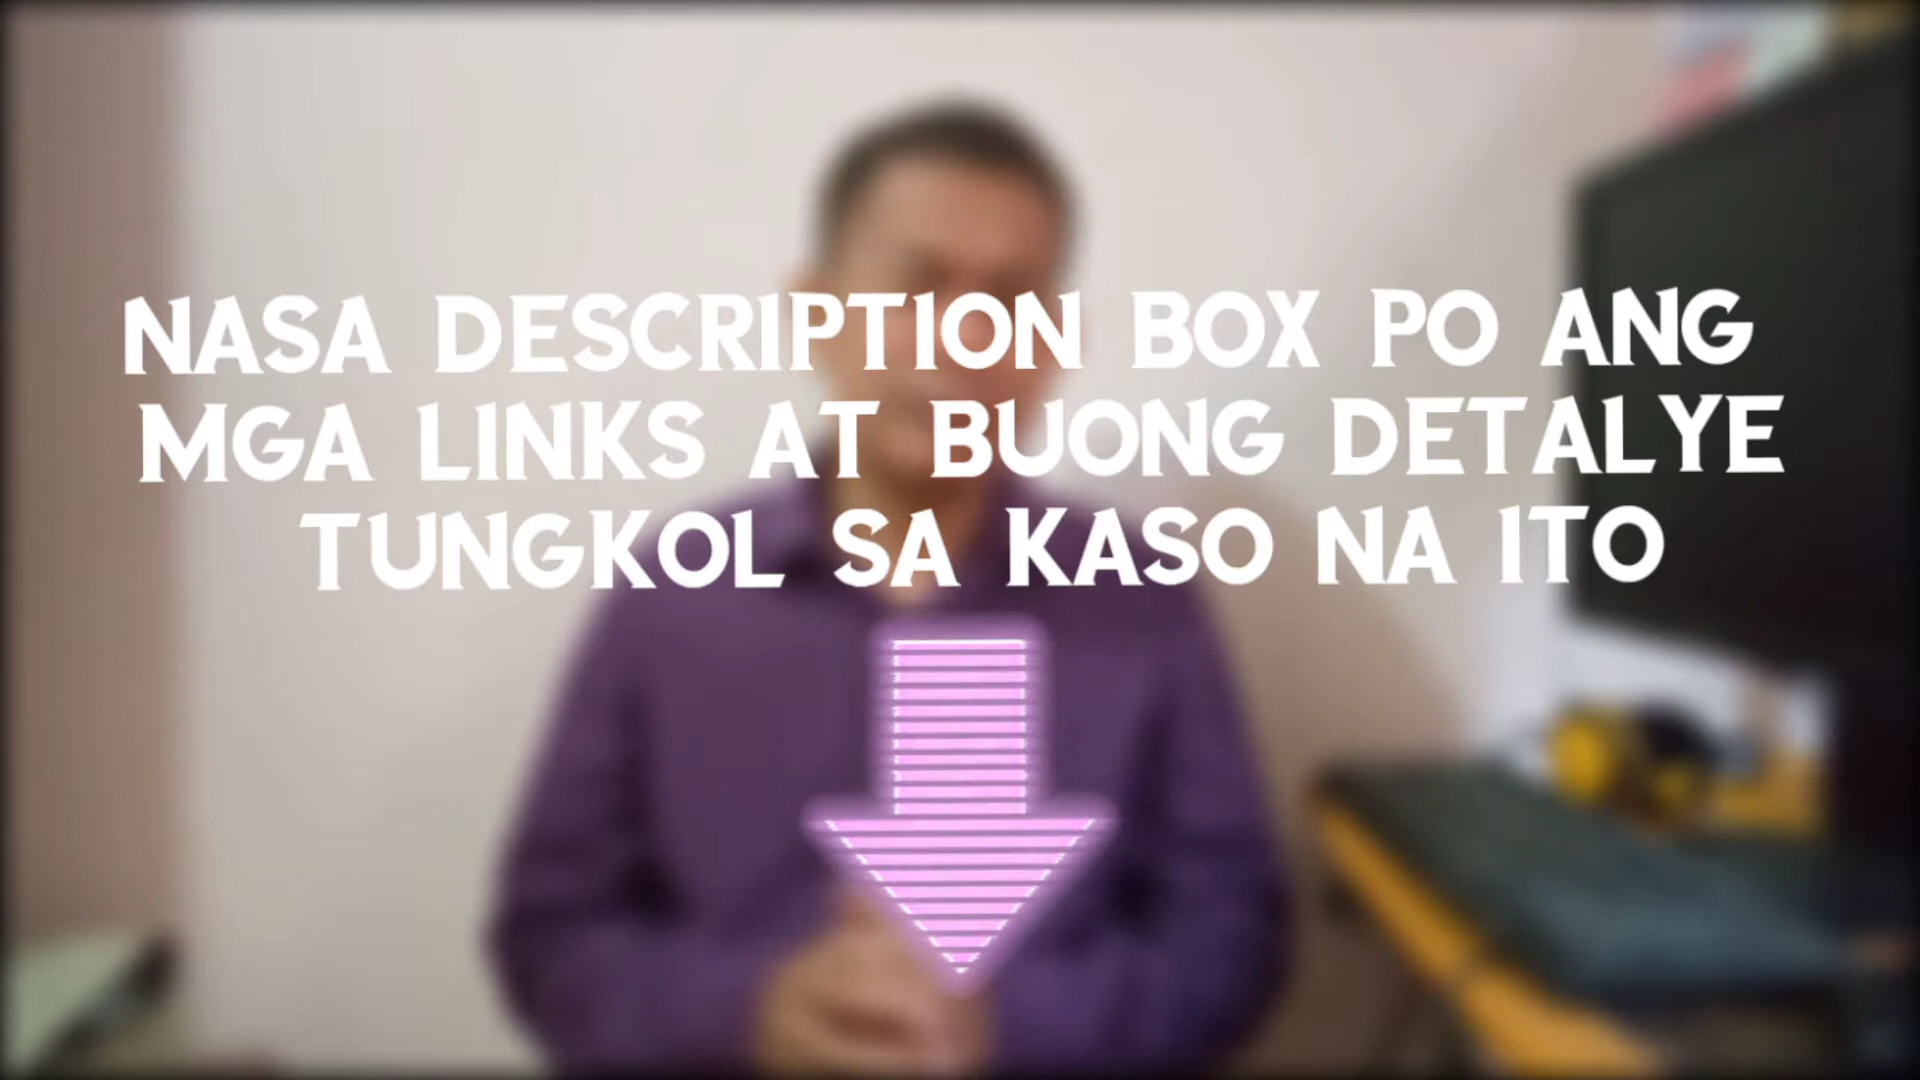 NASA DESCRIPTION BOX PO ANG
MGA LINKS AT BUONG DETALYE
TUNGKOL SA KASO NA ITO